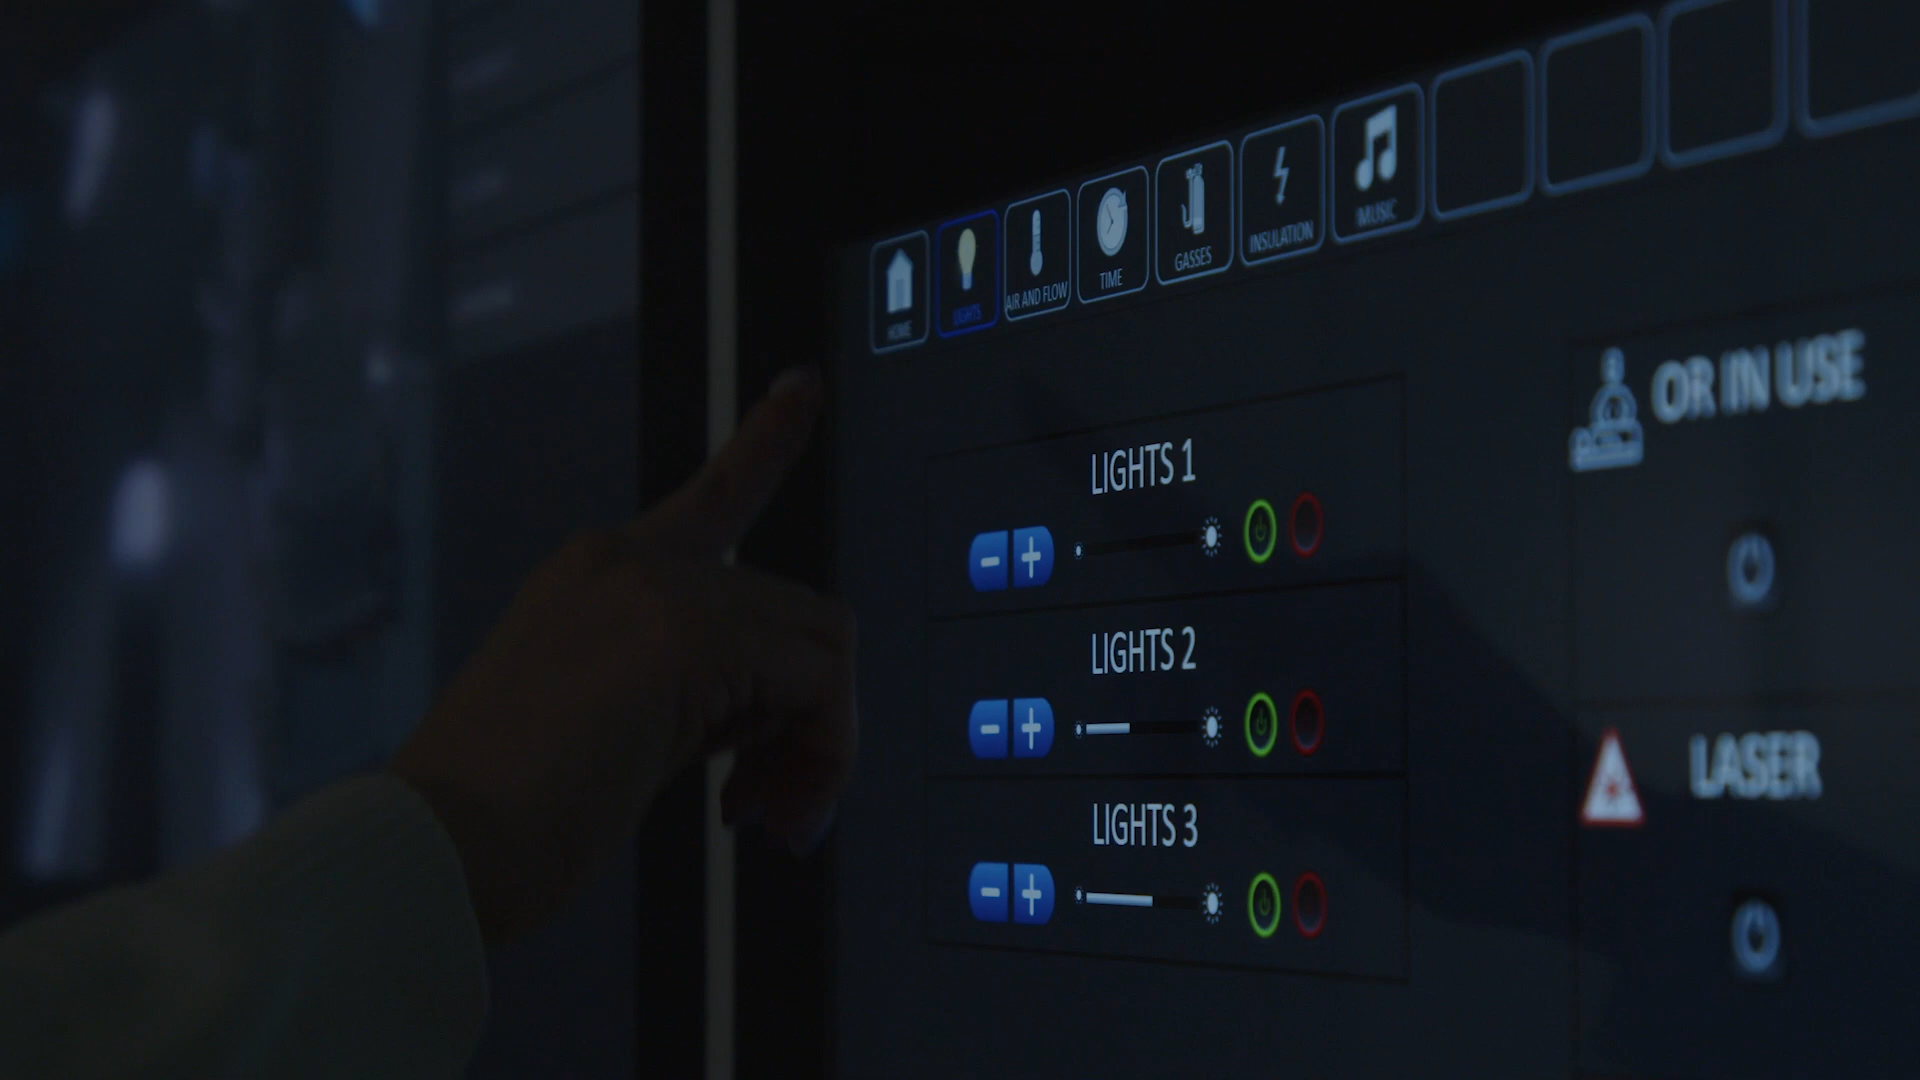 HOME
LIGHTS
AIR AND FLOW
TIME
GASSES
INSULATION
MUSIC
LIGHTS 1
LIGHTS 2
LIGHTS 3
OR IN USE
LASER